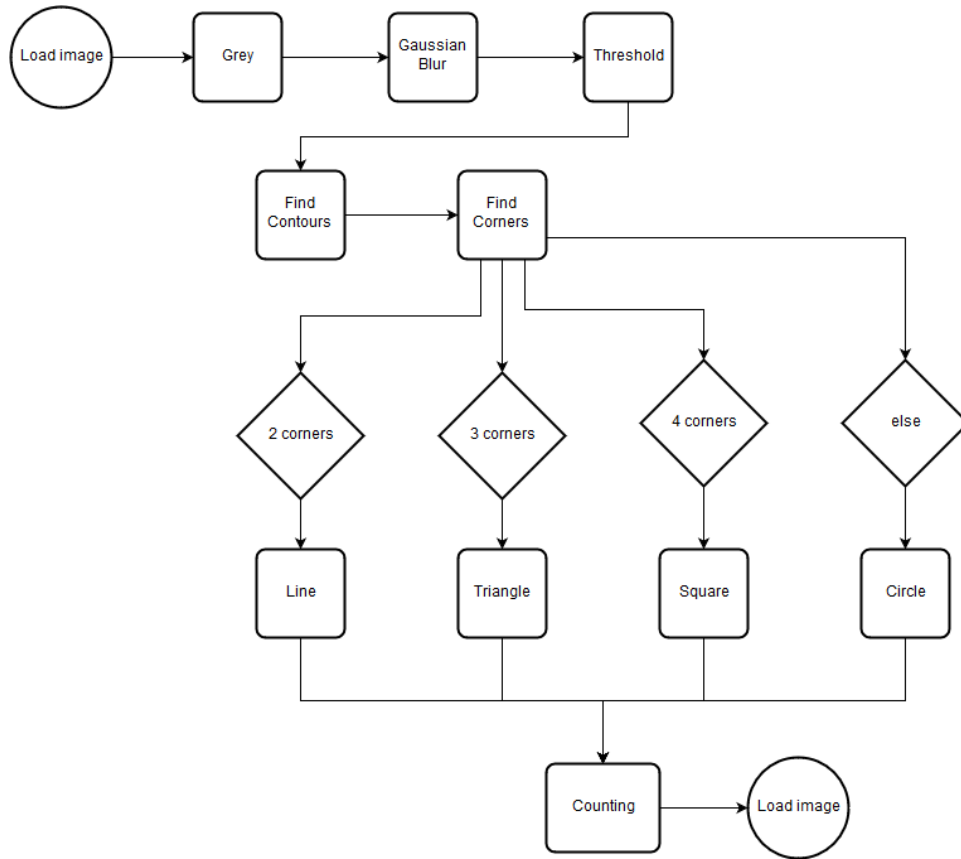 Load image
Grey
Gaussian
Blur
Threshold
Find
Contours
Find
Corners
2 corners
3 corners
4 corners
else
Line
Triangle
Square
Circle
Counting
Load image